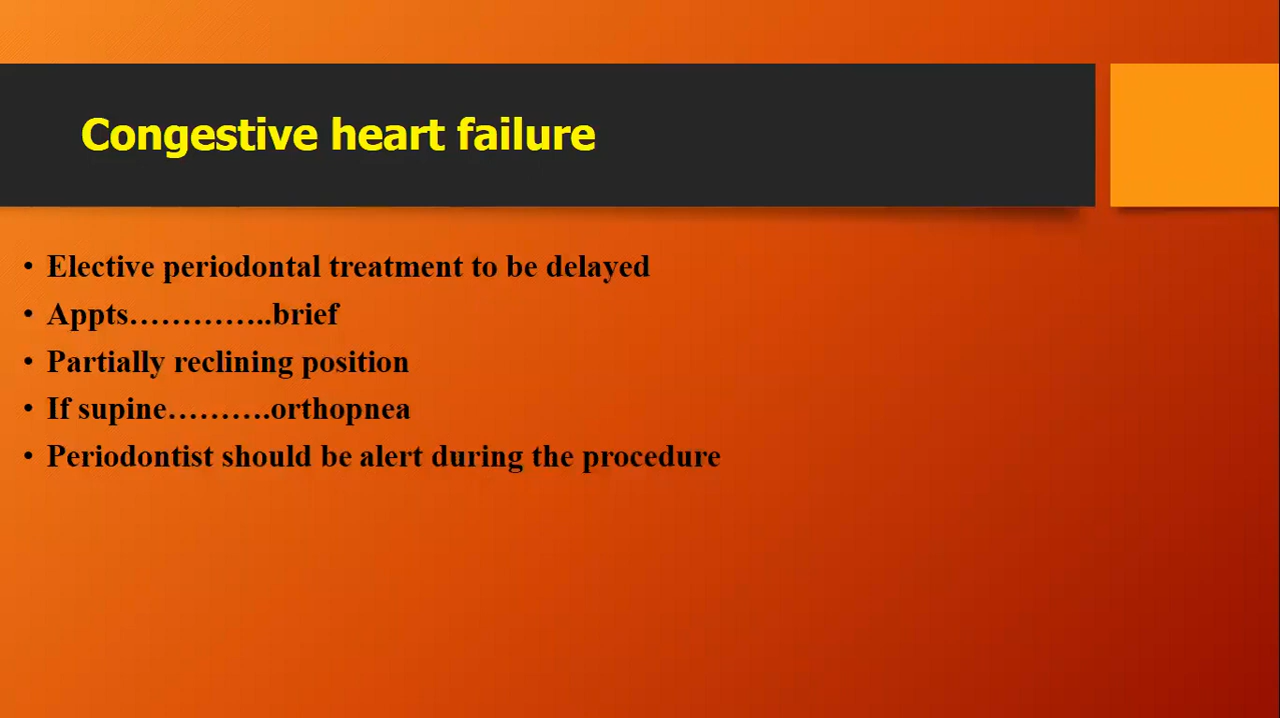 Congestive heart failure
• Elective periodontal treatment to be delayed
• Appts…………..brief
• Partially reclining position
• If supine……….orthopnea
• Periodontist should be alert during the procedure